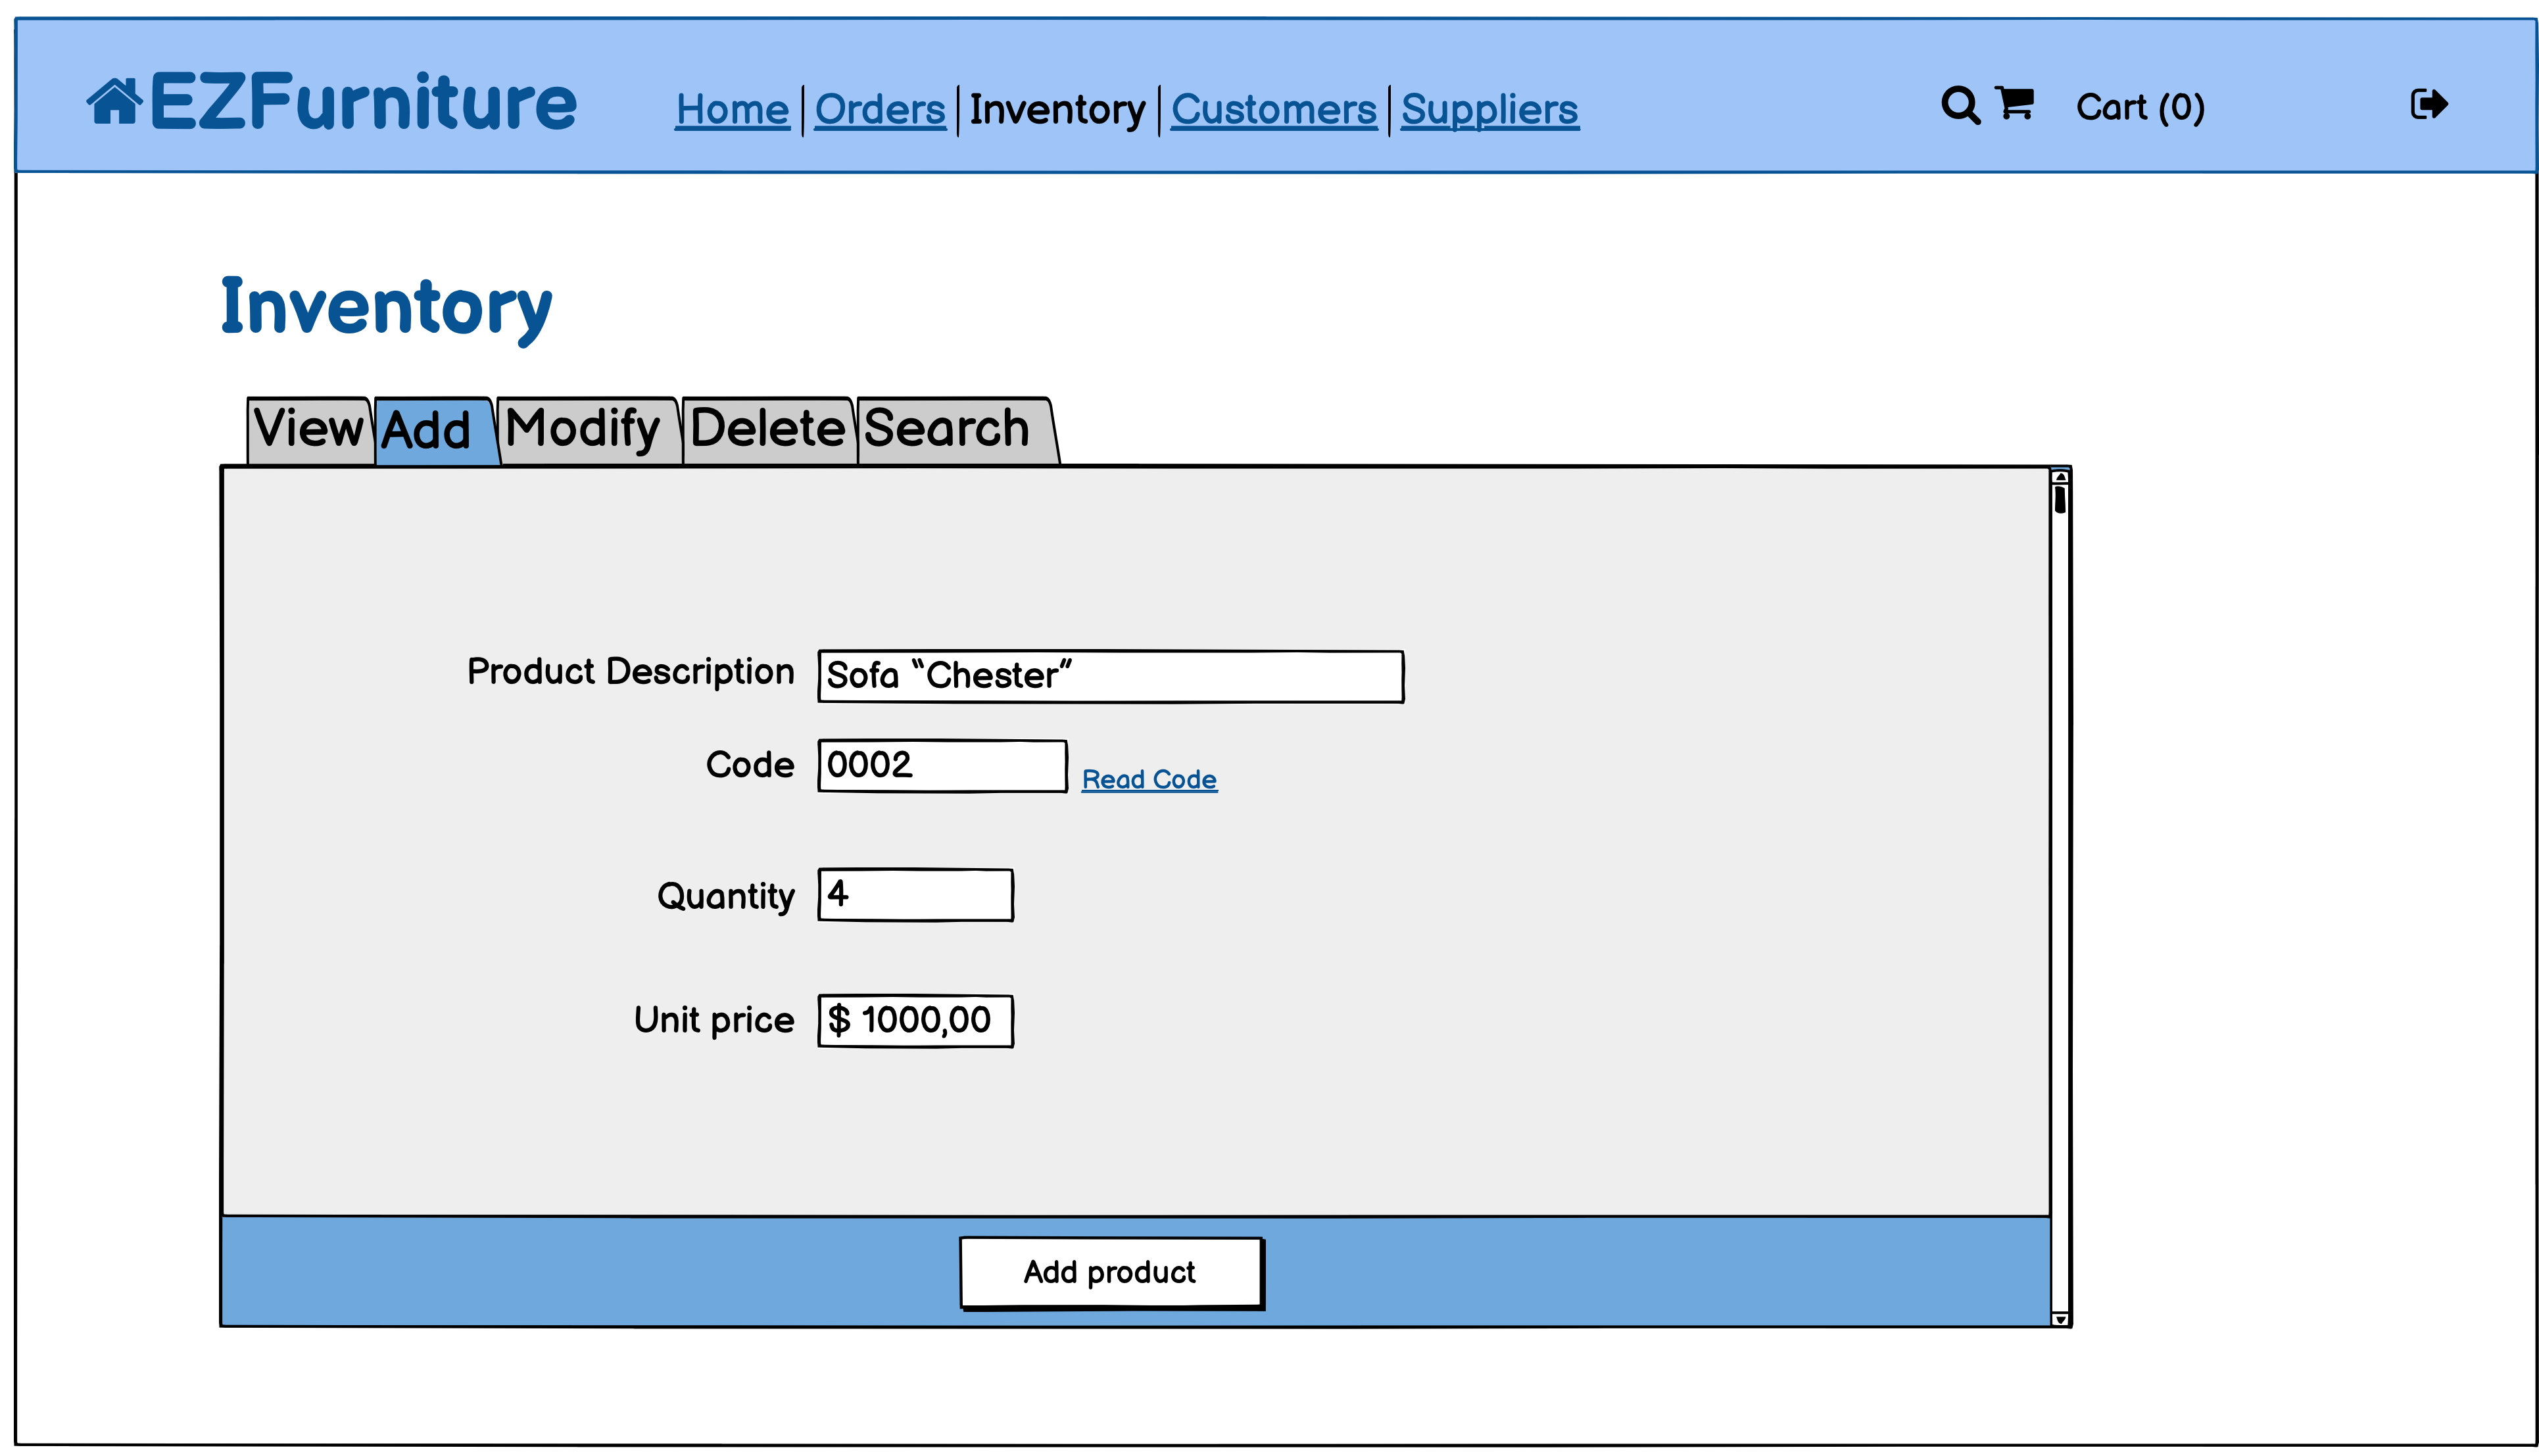 EZFurniture
Home | Orders | Inventory | Customers | Suppliers
Cart (0)
Inventory
View Add Modify Delete Search
Product Description Sofa “Chester”
Code 0002 Read Code
Quantity 4
Unit price $ 1000,00
Add product